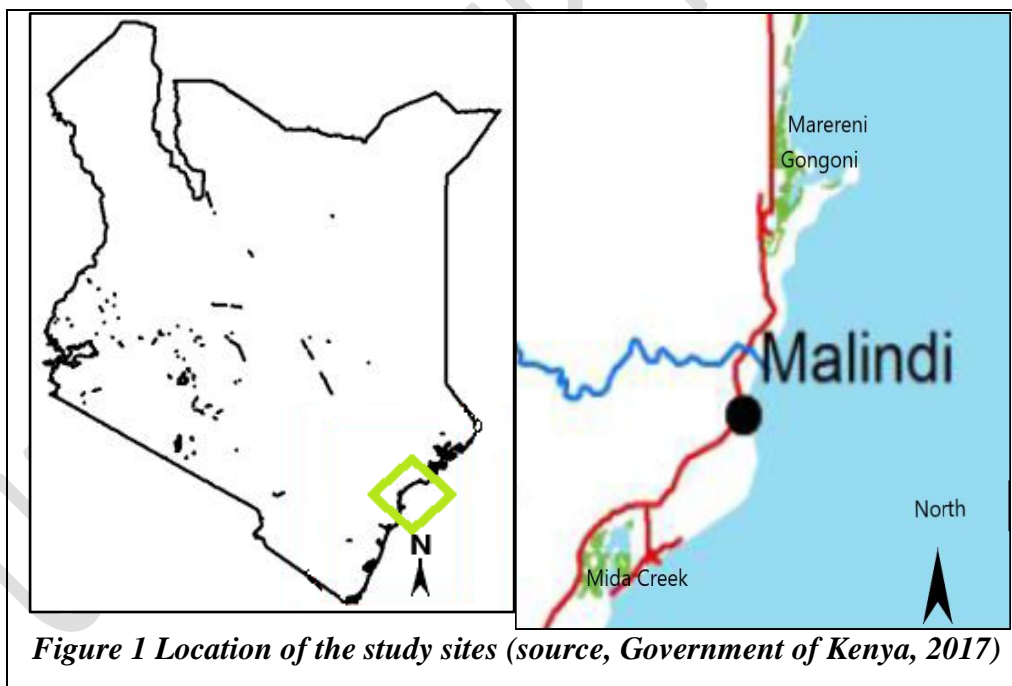 N
Marereni
Gongoni
Malindi
North
Mida Creek
Figure 1 Location of the study sites (source, Government of Kenya, 2017)